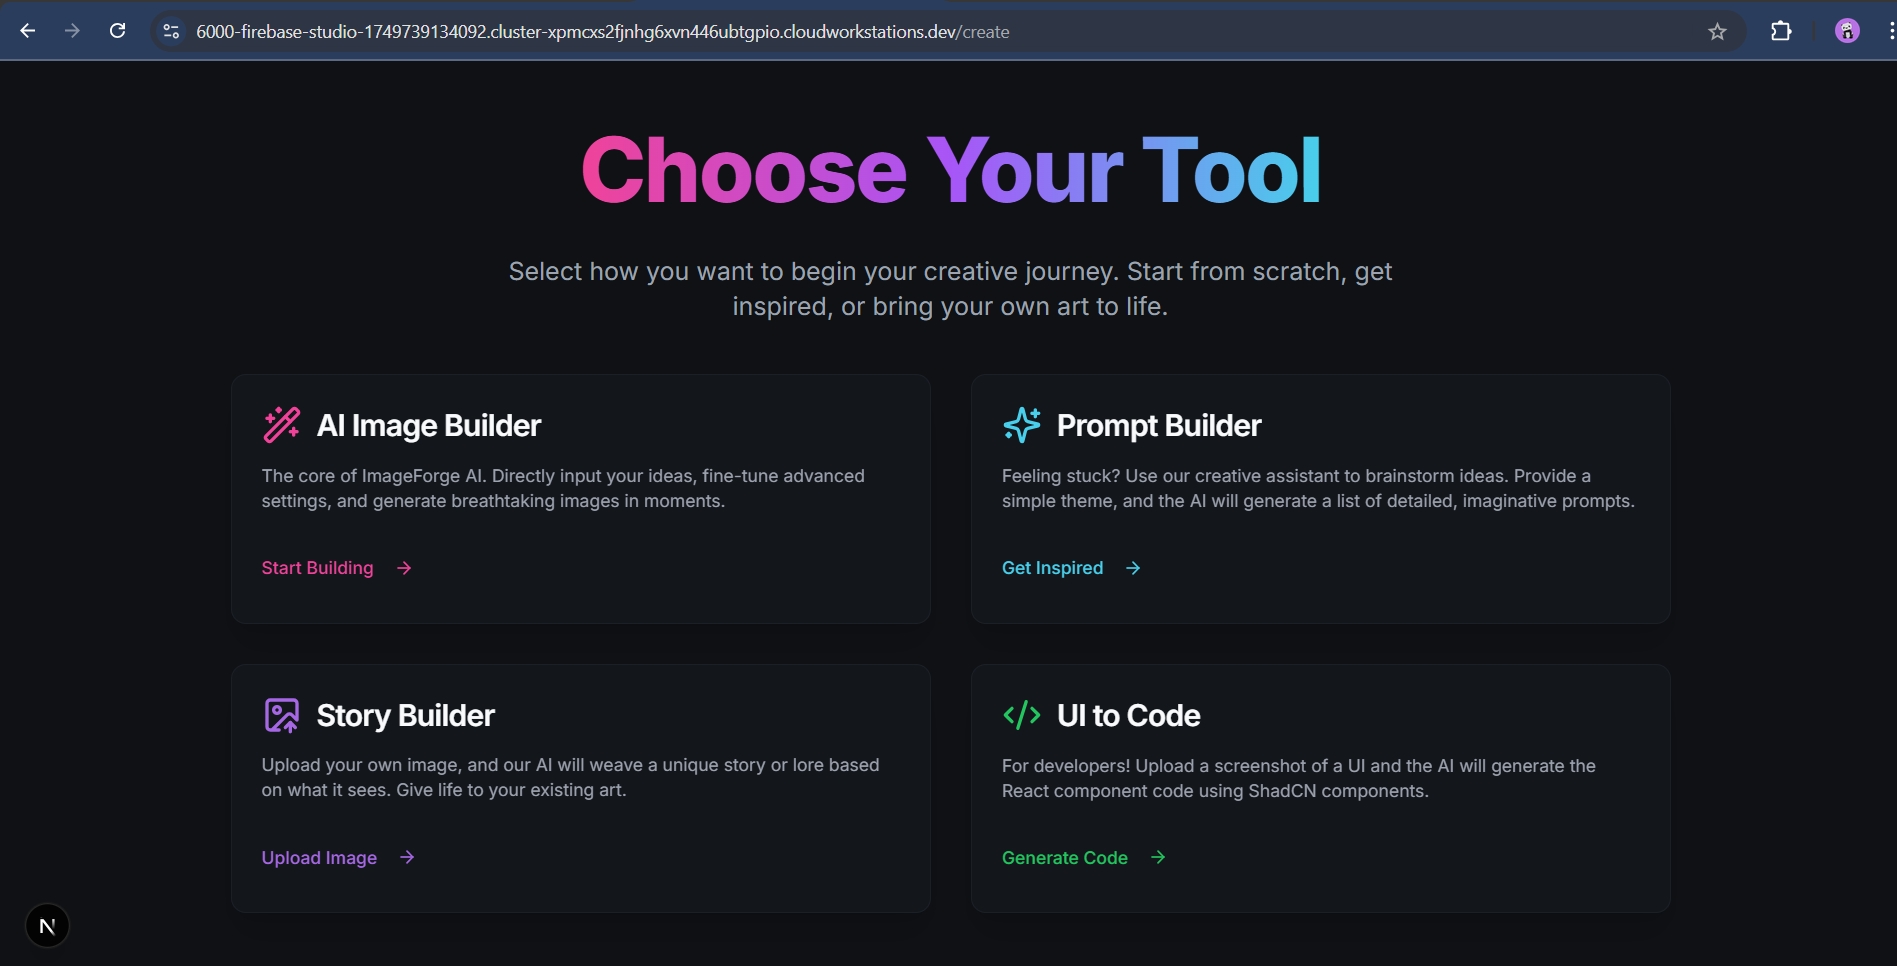 6000-firebase-studio-1749739134092.cluster-xpmcxs2fjnhg6xvn446ubtgpio.cloudworkstations.dev/create
Choose Your Tool
Select how you want to begin your creative journey. Start from scratch, get
inspired, or bring your own art to life.
AI Image Builder
The core of ImageForge AI. Directly input your ideas, fine-tune advanced
settings, and generate breathtaking images in moments.
Start Building
Prompt Builder
Feeling stuck? Use our creative assistant to brainstorm ideas. Provide a
simple theme, and the AI will generate a list of detailed, imaginative prompts.
Get Inspired
Story Builder
Upload your own image, and our AI will weave a unique story or lore based
on what it sees. Give life to your existing art.
Upload Image
UI to Code
For developers! Upload a screenshot of a UI and the AI will generate the
React component code using ShadCN components.
Generate Code
N